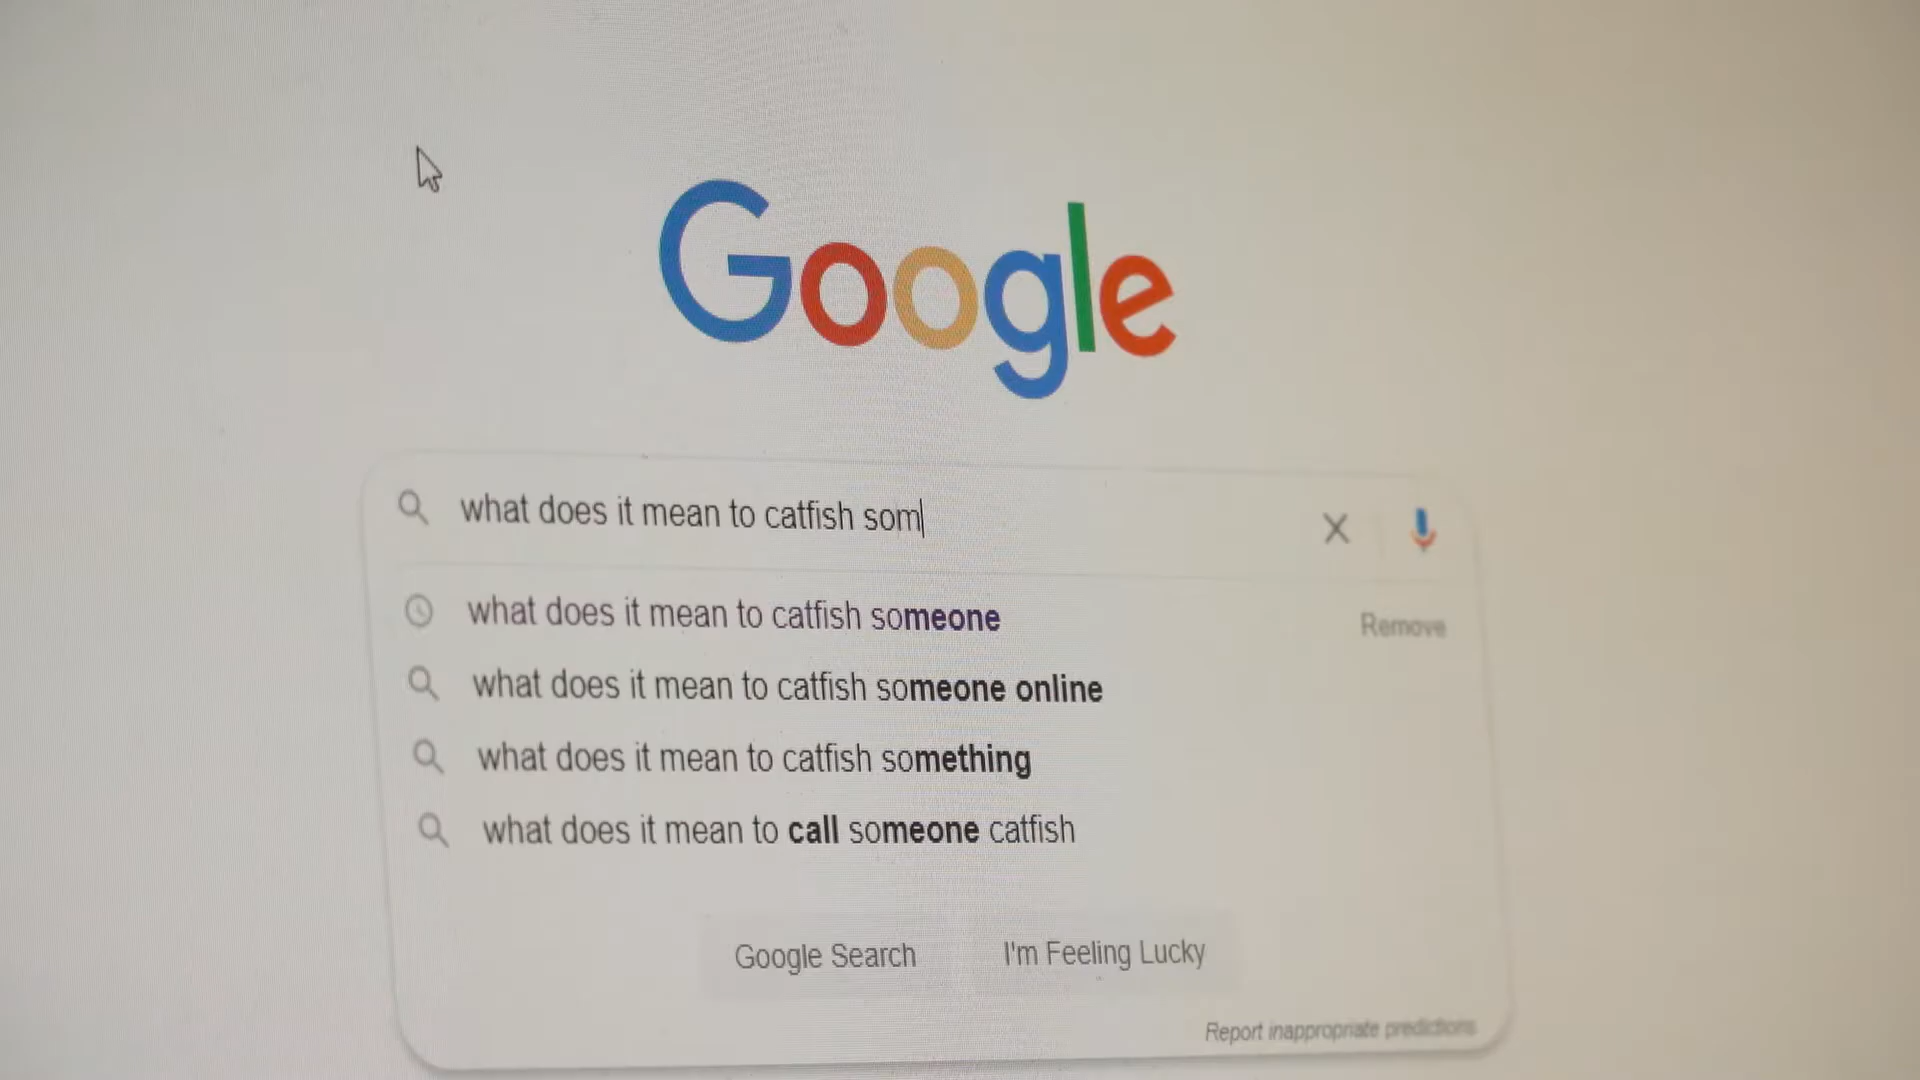 Google
what does it mean to catfish som
what does it mean to catfish someone
Remove
what does it mean to catfish someone online
what does it mean to catfish something
what does it mean to call someone catfish
Google Search
I'm Feeling Lucky
Report inappropriate predictions